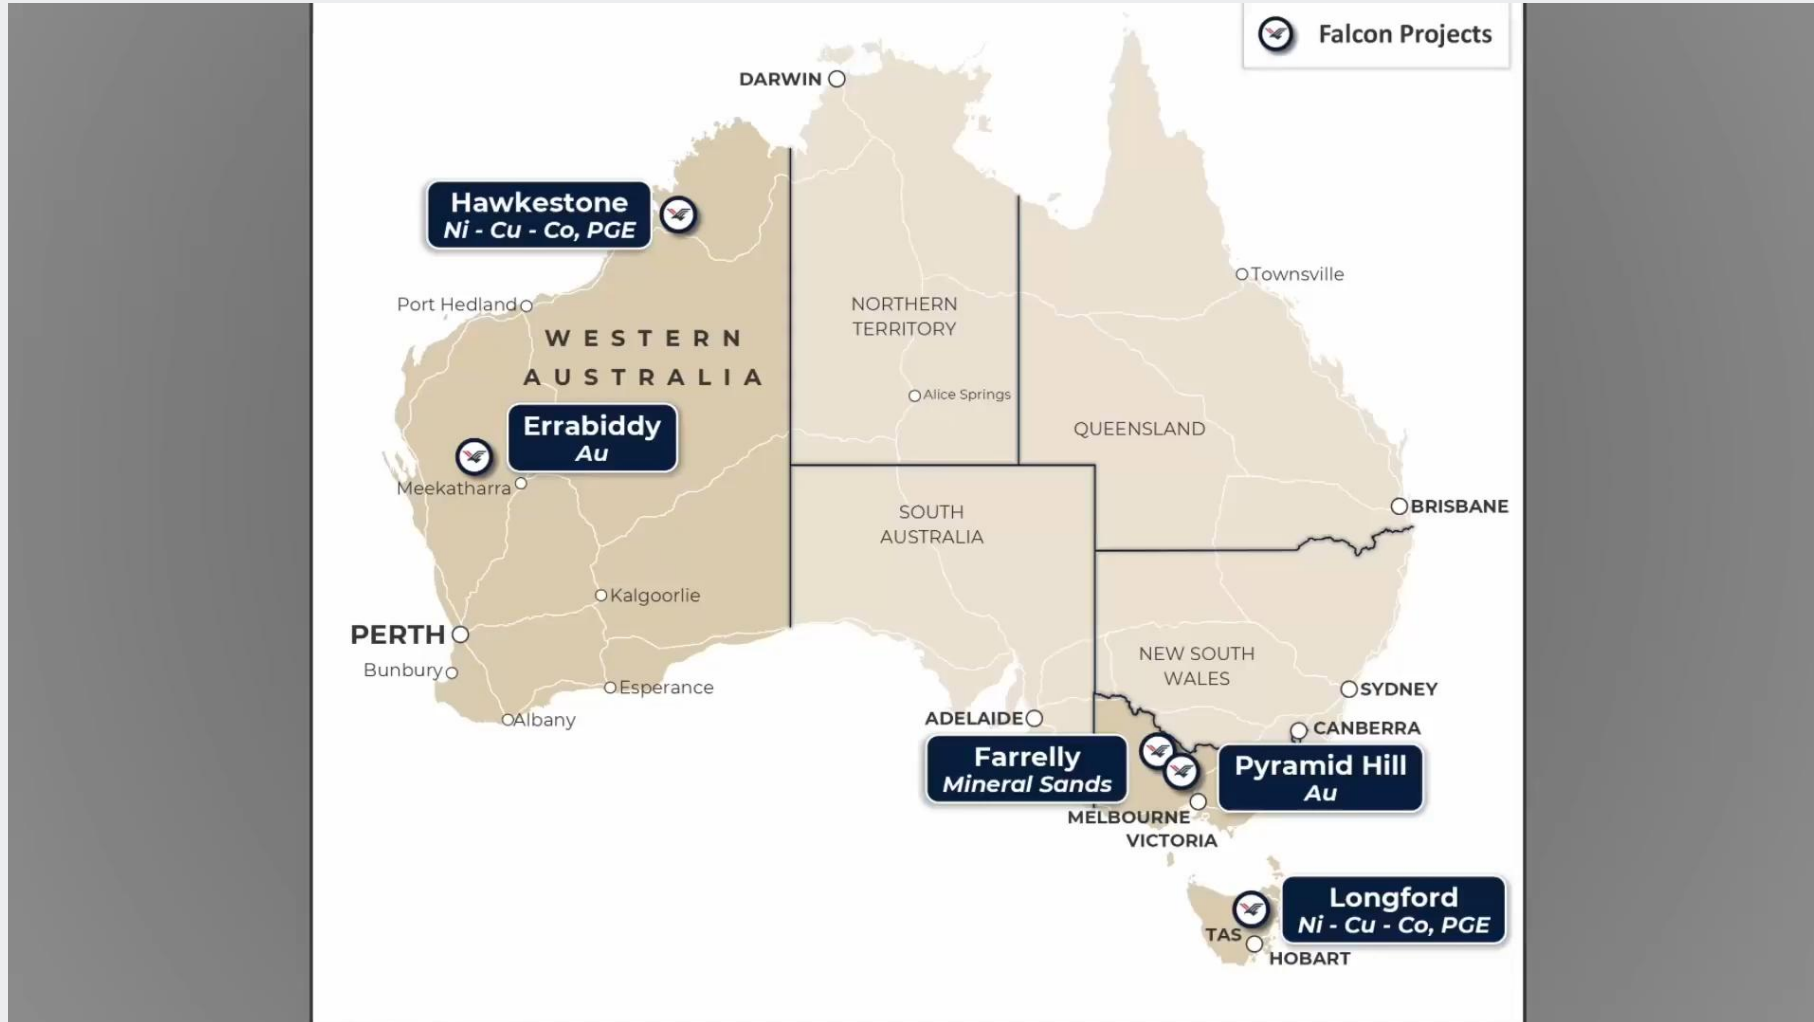 Falcon Projects
DARWIN
Hawkestone
Ni - Cu - Co, PGE
Townsville
Port Hedland
NORTHERN
TERRITORY
WESTERN
AUSTRALIA
Alice Springs
Errabiddy
Au
QUEENSLAND
Meekatharra
BRISBANE
SOUTH
AUSTRALIA
Kalgoorlie
PERTH
NEW SOUTH
WALES
Bunbury
Esperance
SYDNEY
Albany
ADELAIDE
CANBERRA
Farrelly
Mineral Sands
Pyramid Hill
Au
MELBOURNE
VICTORIA
Longford
Ni - Cu - Co, PGE
TAS
HOBART